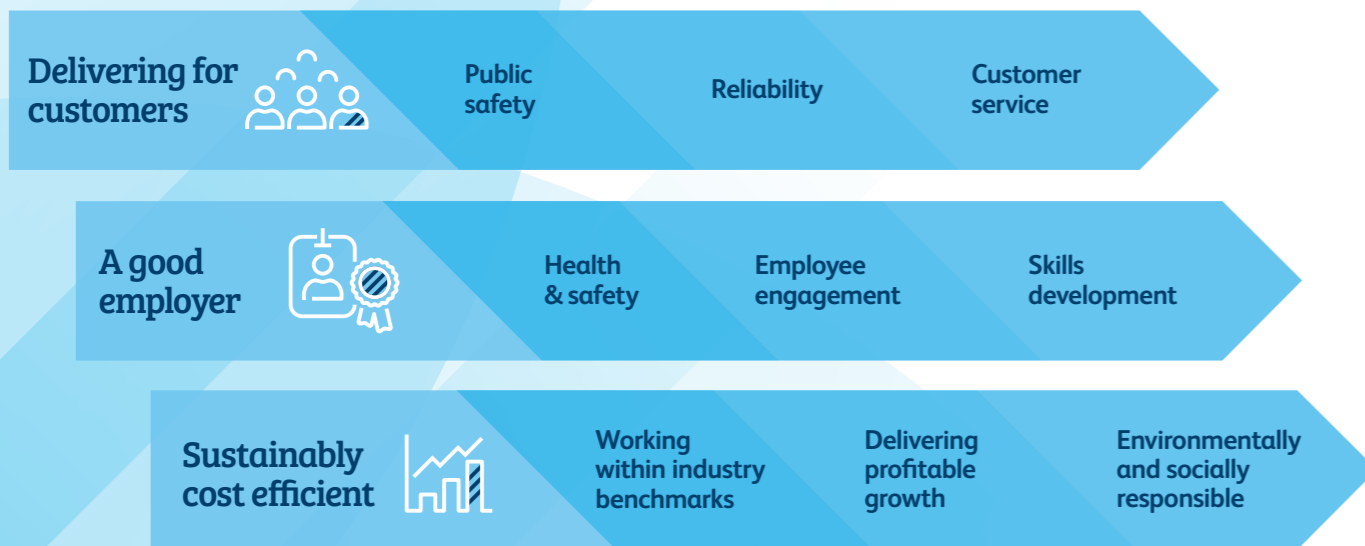 Delivering for
customers
Public
safety
Reliability
Customer
service
A good
employer
Health
& safety
Employee
engagement
Skills
development
Sustainably
cost efficient
Working
within industry
benchmarks
Delivering
profitable
growth
Environmentally
and socially
responsible